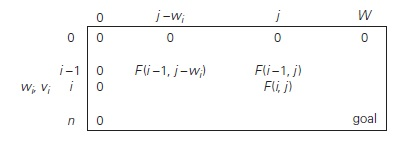 0 j–wᵢ j W
0 0 0 0 0
i–1 0 F(i–1, j–wᵢ) F(i–1, j)
wᵢ, vᵢ i 0 F(i, j)
n 0 goal